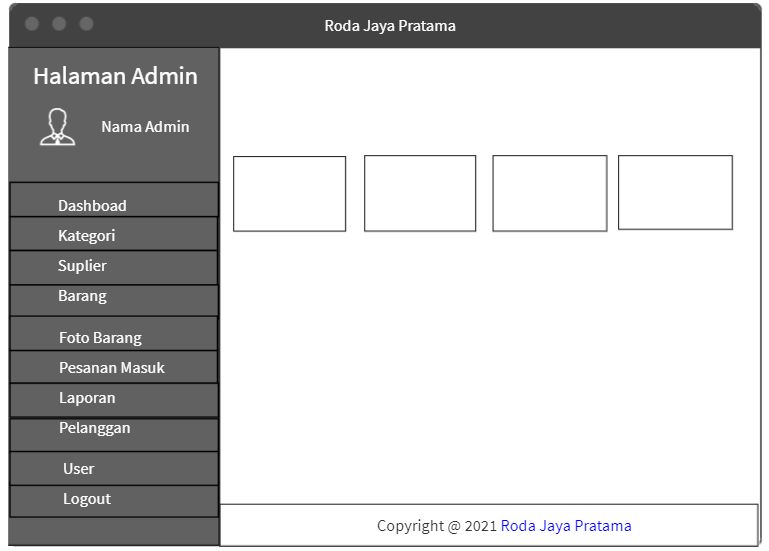 Roda Jaya Pratama
Halaman Admin
Nama Admin
Dashboad
Kategori
Suplier
Barang
Foto Barang
Pesanan Masuk
Laporan
Pelanggan
User
Logout
Copyright @ 2021 Roda Jaya Pratama